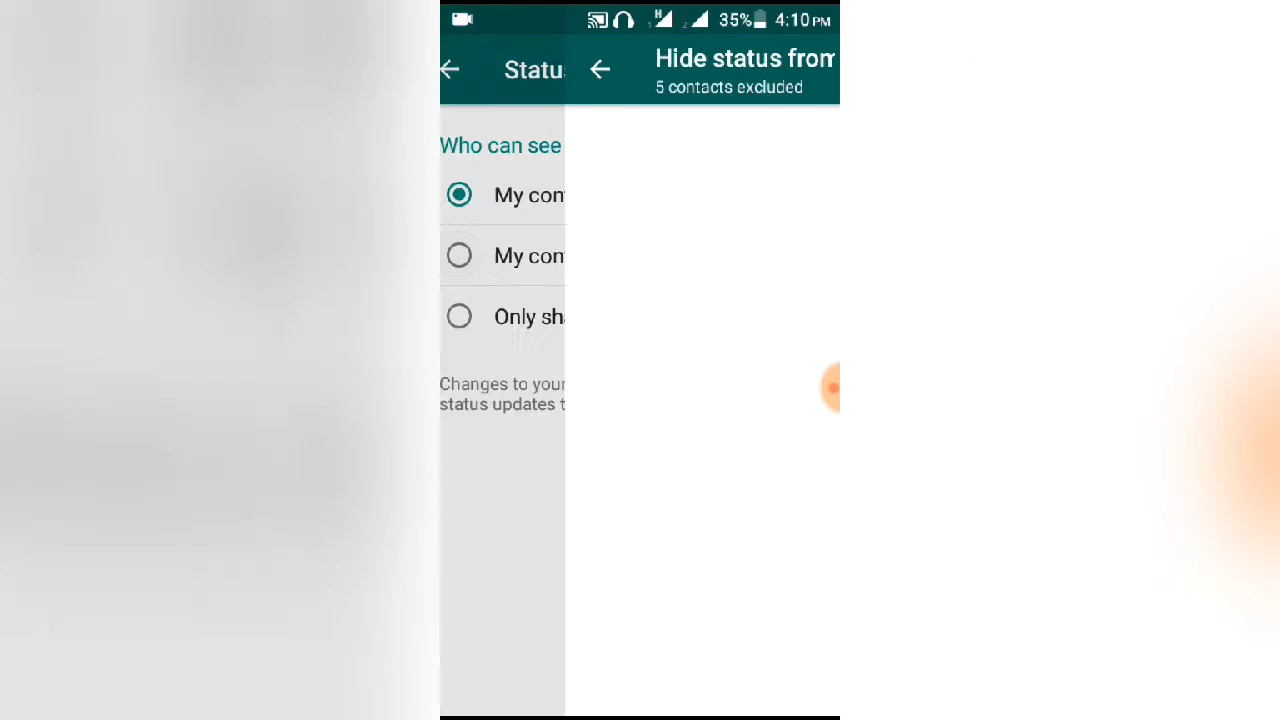 35% 4:10 PM
Statu
Hide status from
5 contacts excluded
Who can see
My con
My con
Only sh
Changes to your
status updates t